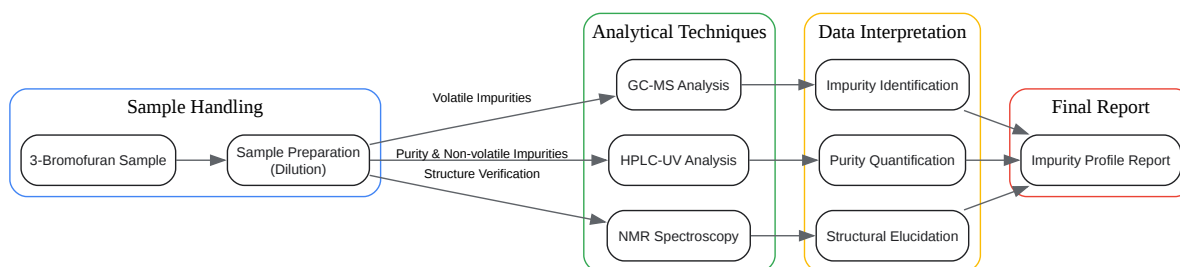 Analytical Techniques
Data Interpretation
Sample Handling
Final Report
GC-MS Analysis
Impurity Identification
Volatile Impurities
3-Bromofuran Sample
Sample Preparation
(Dilution)
Purity & Non-volatile Impurities
HPLC-UV Analysis
Purity Quantification
Impurity Profile Report
Structure Verification
NMR Spectroscopy
Structural Elucidation